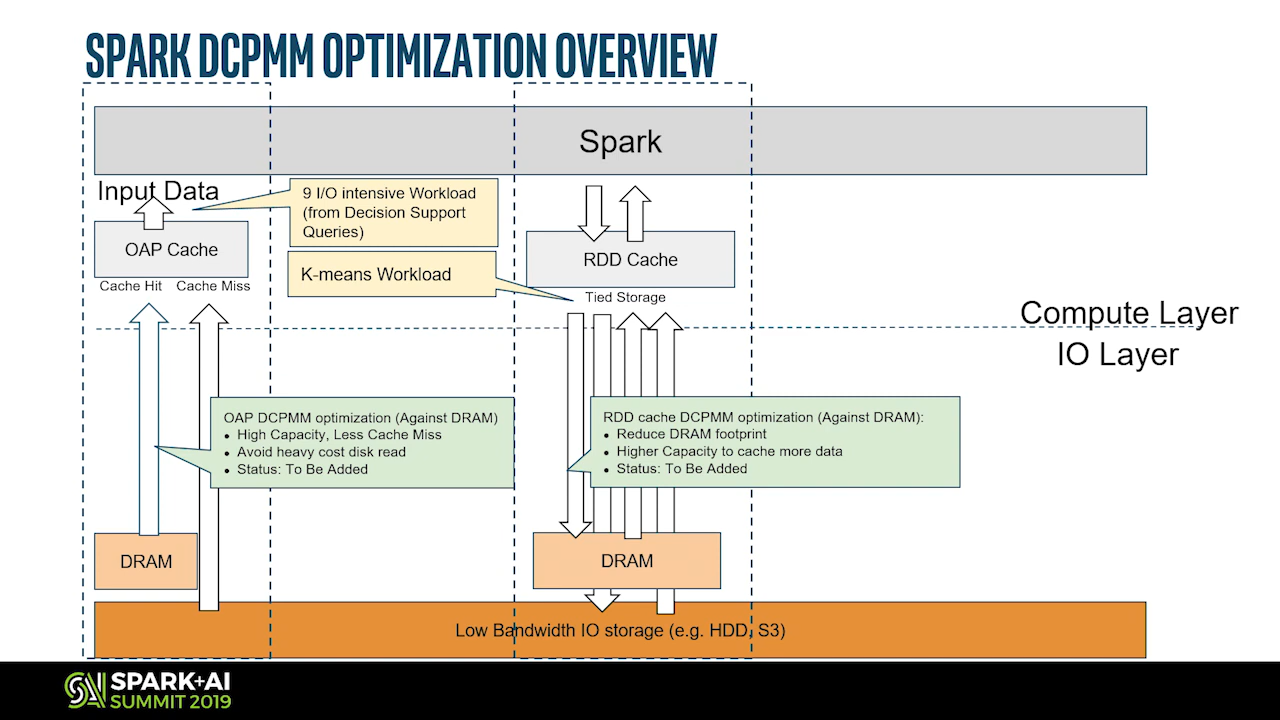 SPARK DCPMM OPTIMIZATION OVERVIEW
Spark
Input Data
9 I/O intensive Workload
(from Decision Support
Queries)
OAP Cache
RDD Cache
K-means Workload
Cache Hit
Cache Miss
Tied Storage
Compute Layer
IO Layer
OAP DCPMM optimization (Against DRAM)
• High Capacity, Less Cache Miss
• Avoid heavy cost disk read
• Status: To Be Added
RDD cache DCPMM optimization (Against DRAM):
• Reduce DRAM footprint
• Higher Capacity to cache more data
• Status: To Be Added
DRAM
DRAM
Low Bandwidth IO storage (e.g. HDD, S3)
SPARK+AI
SUMMIT 2019